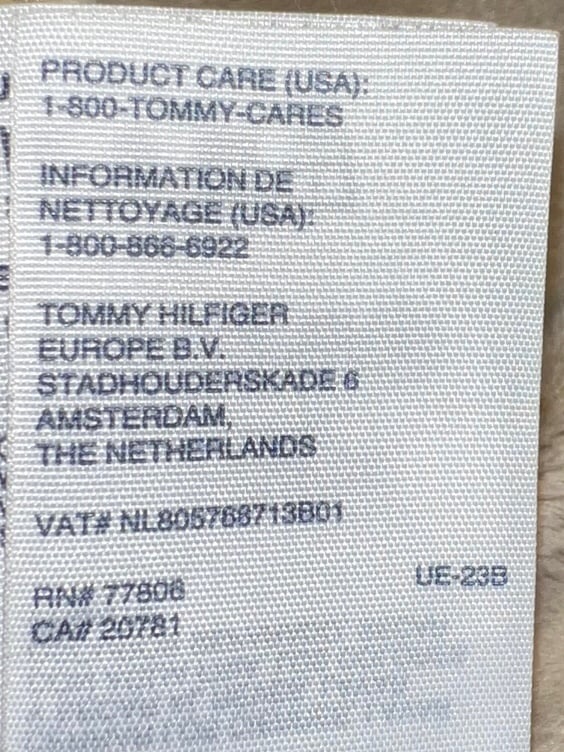 PRODUCT CARE (USA):
1-800-TOMMY-CARES
INFORMATION DE
NETTOYAGE (USA):
1-800-866-6922
TOMMY HILFIGER
EUROPE B.V.
STADHOUDERSKADE 6
AMSTERDAM,
THE NETHERLANDS
VAT# NL805768713B01
UE-23B
RN# 77806
CA# 20781